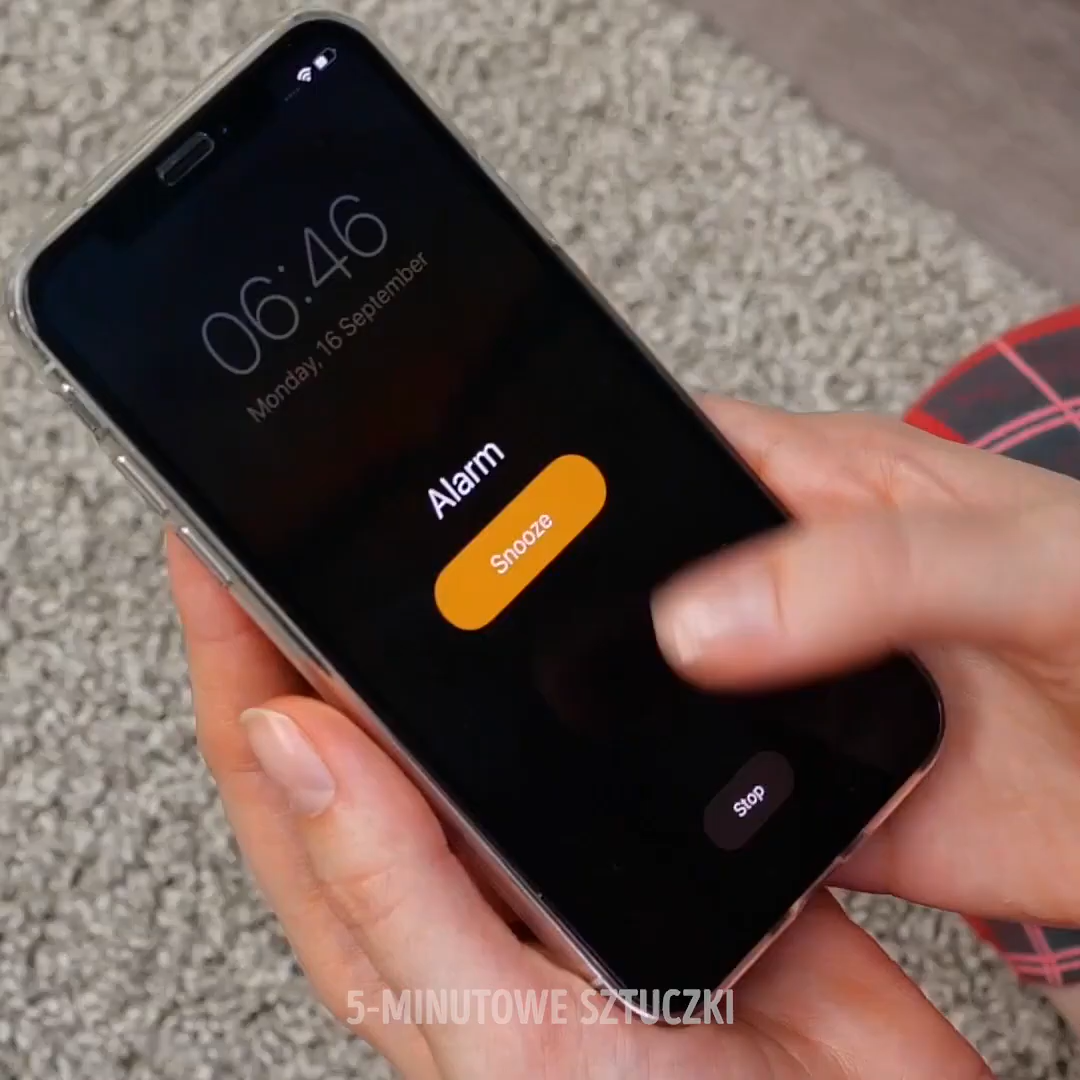 06:46
Monday, 16 September
Alarm
Snooze
Stop
5-MINUTOWE SZTUCZKI